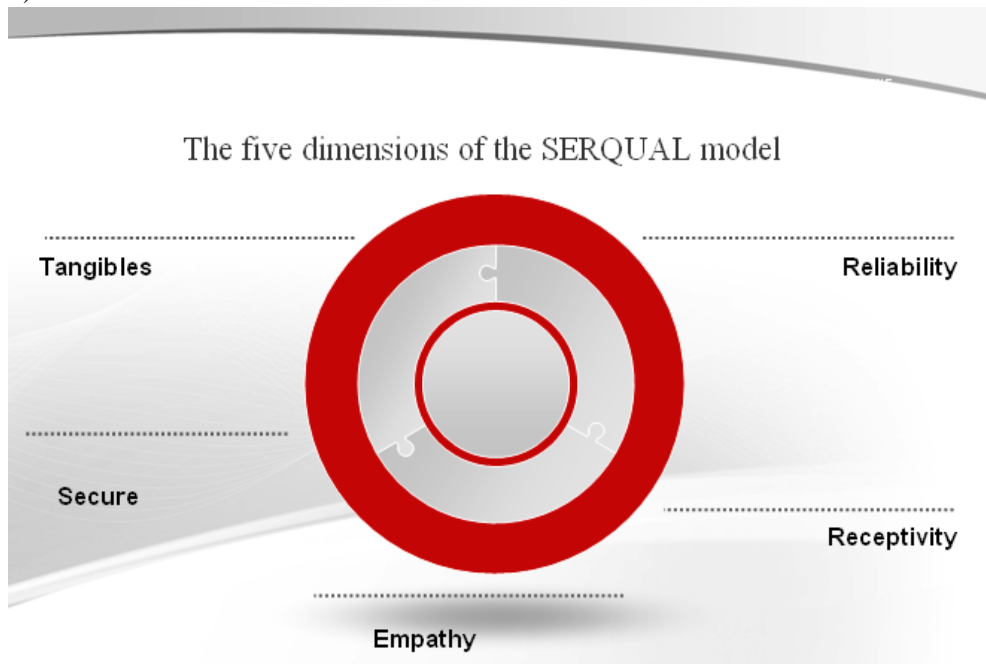 The five dimensions of the SERQUAL model
Tangibles
Reliability
Secure
Receptivity
Empathy